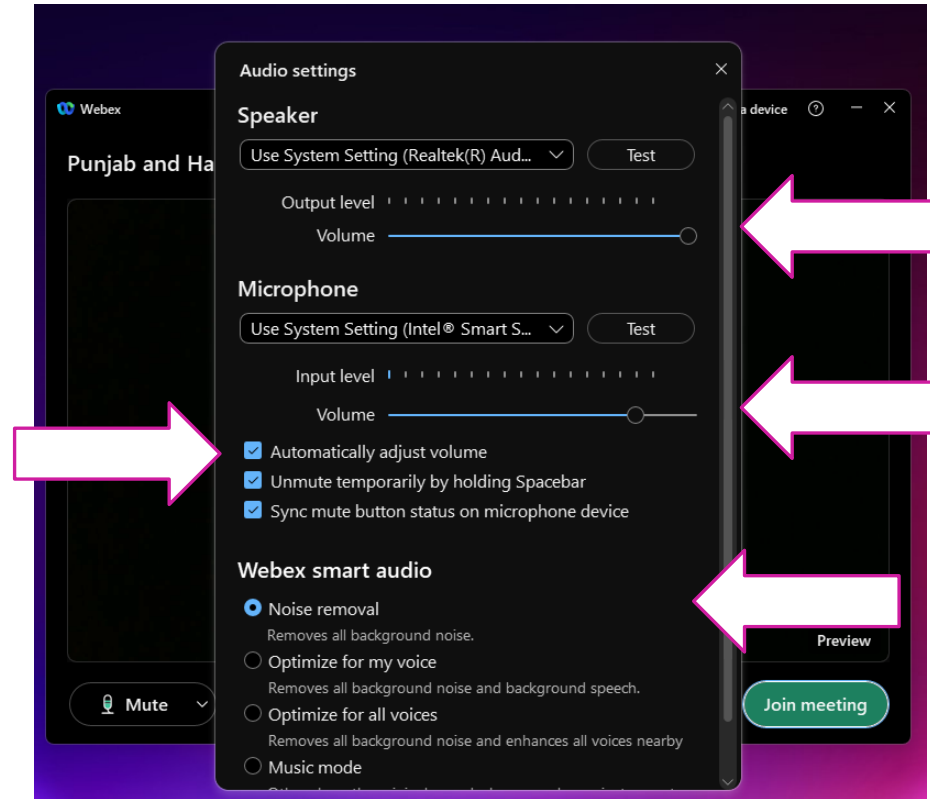 Audio settings
Webex
a device
Punjab and Ha
Speaker
Use System Setting (Realtek(R) Aud...
Test
Output level
Volume
Microphone
Use System Setting (Intel® Smart S...
Test
Input level
Volume
Automatically adjust volume
Unmute temporarily by holding Spacebar
Sync mute button status on microphone device
Webex smart audio
Noise removal
Removes all background noise.
Optimize for my voice
Removes all background noise and background speech.
Optimize for all voices
Removes all background noise and enhances all voices nearby
Music mode
Preview
Mute
Join meeting